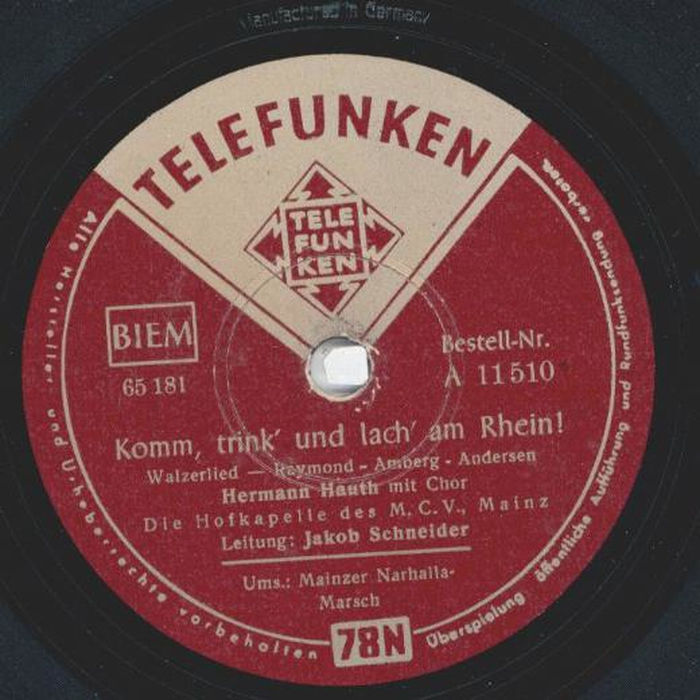 Manufactured in Germany
TELEFUNKEN
TELE
FUN
KEN
BIEM
65 181
Bestell-Nr.
A 11510
Komm, trink' und lach' am Rhein!
Walzerlied — Raymond - Amberg - Andersen
Hermann Hauth mit Chor
Die Hofkapelle des M.C.V., Mainz
Leitung: Jakob Schneider
Ums.: Mainzer Narhalla-
Marsch
78N
Alle Hersteller- und Urheberrechte vorbehalten
Überspielung öffentliche Aufführung und Rundfunksendung verboten